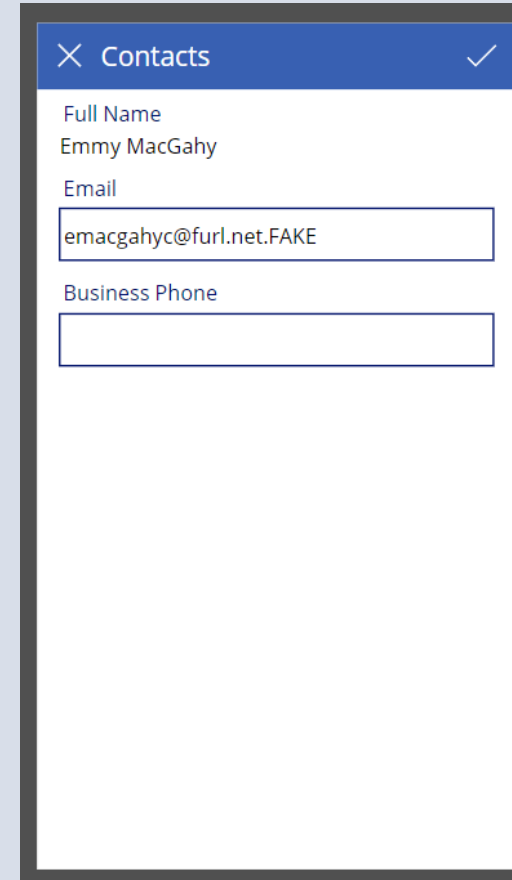 Contacts
Full Name
Emmy MacGahy
Email
emacgahyc@furl.net.FAKE
Business Phone